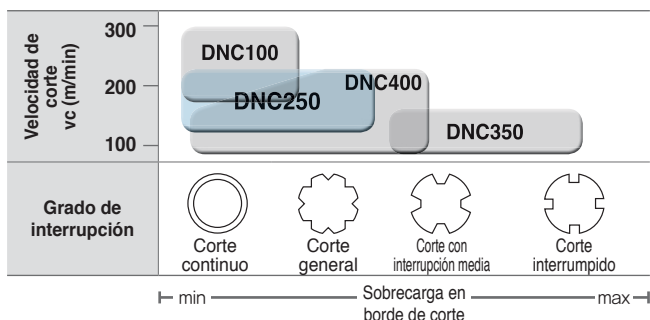 Velocidad de
corte
vc (m/min)
300
200
100
DNC100
DNC400
DNC250
DNC350
Grado de
interrupción
Corte
continuo
Corte
general
Corte con
interrupción media
Corte
interrumpido
min
Sobrecarga en
borde de corte
max